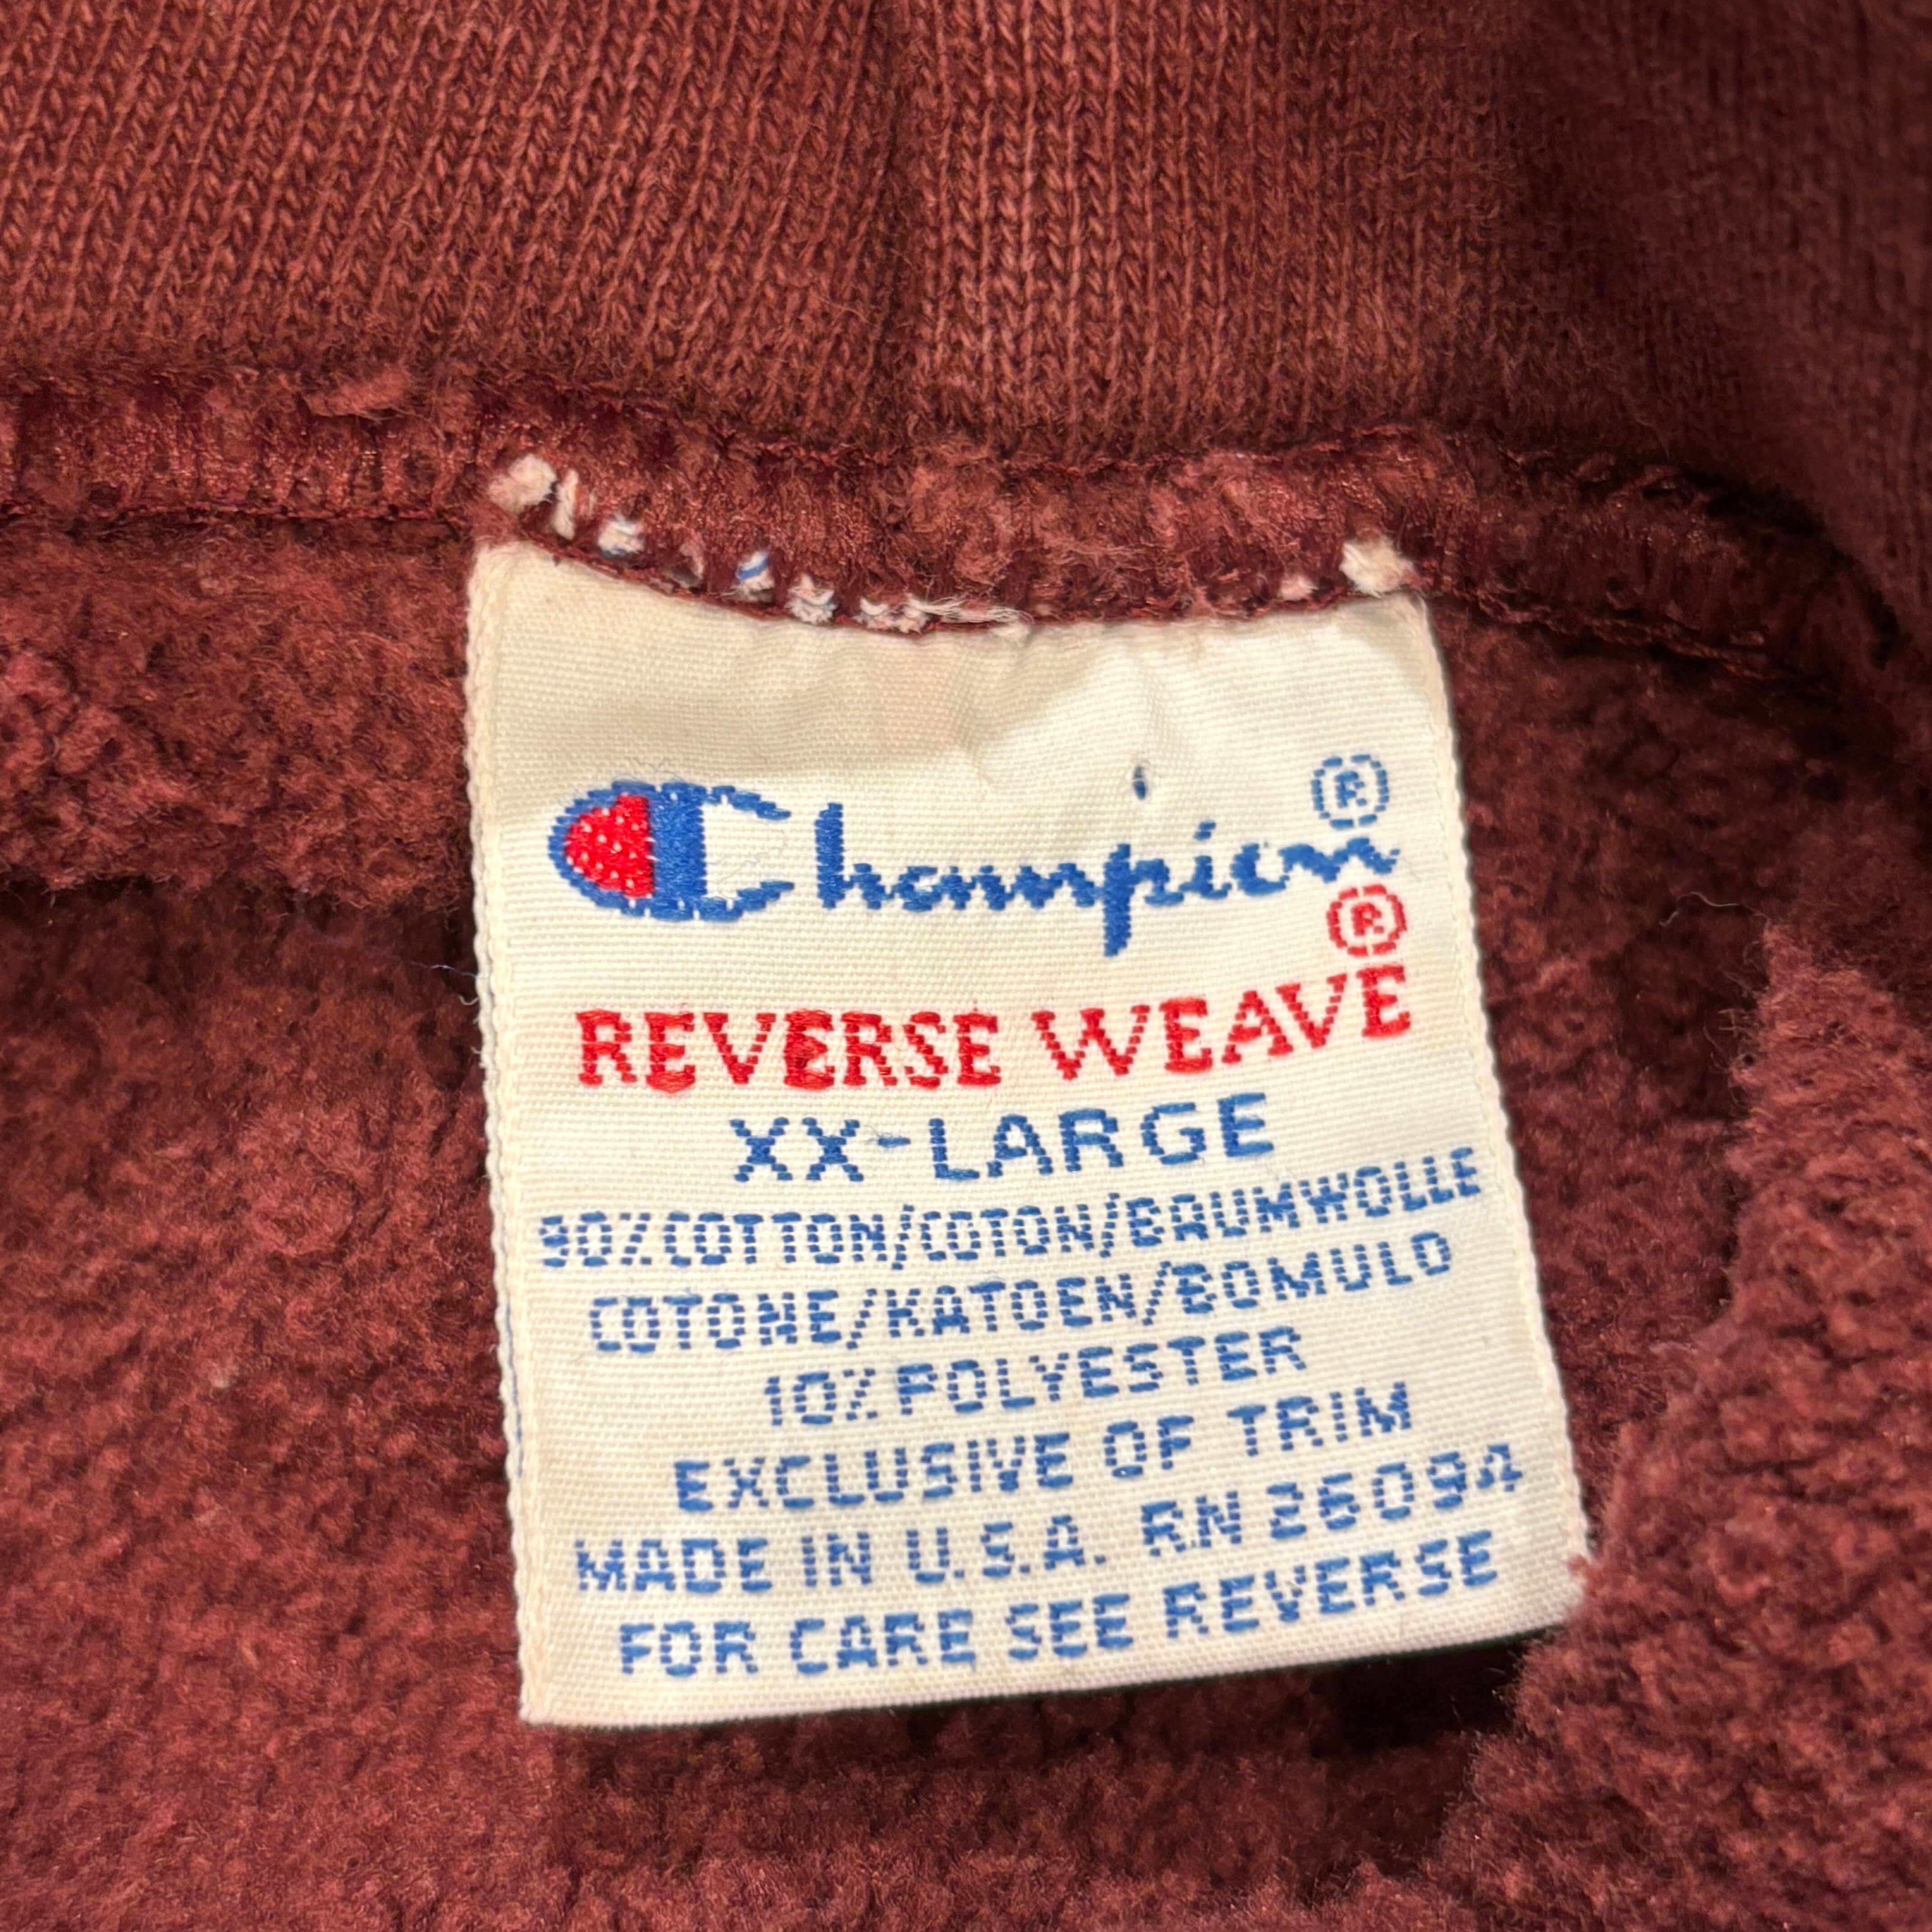 Champion®
REVERSE WEAVE®
XX-LARGE
90% COTTON/COTON/BAUMWOLLE
COTONE/KATOEN/BOMULD
10% POLYESTER
EXCLUSIVE OF TRIM
MADE IN U.S.A. RN 26094
FOR CARE SEE REVERSE